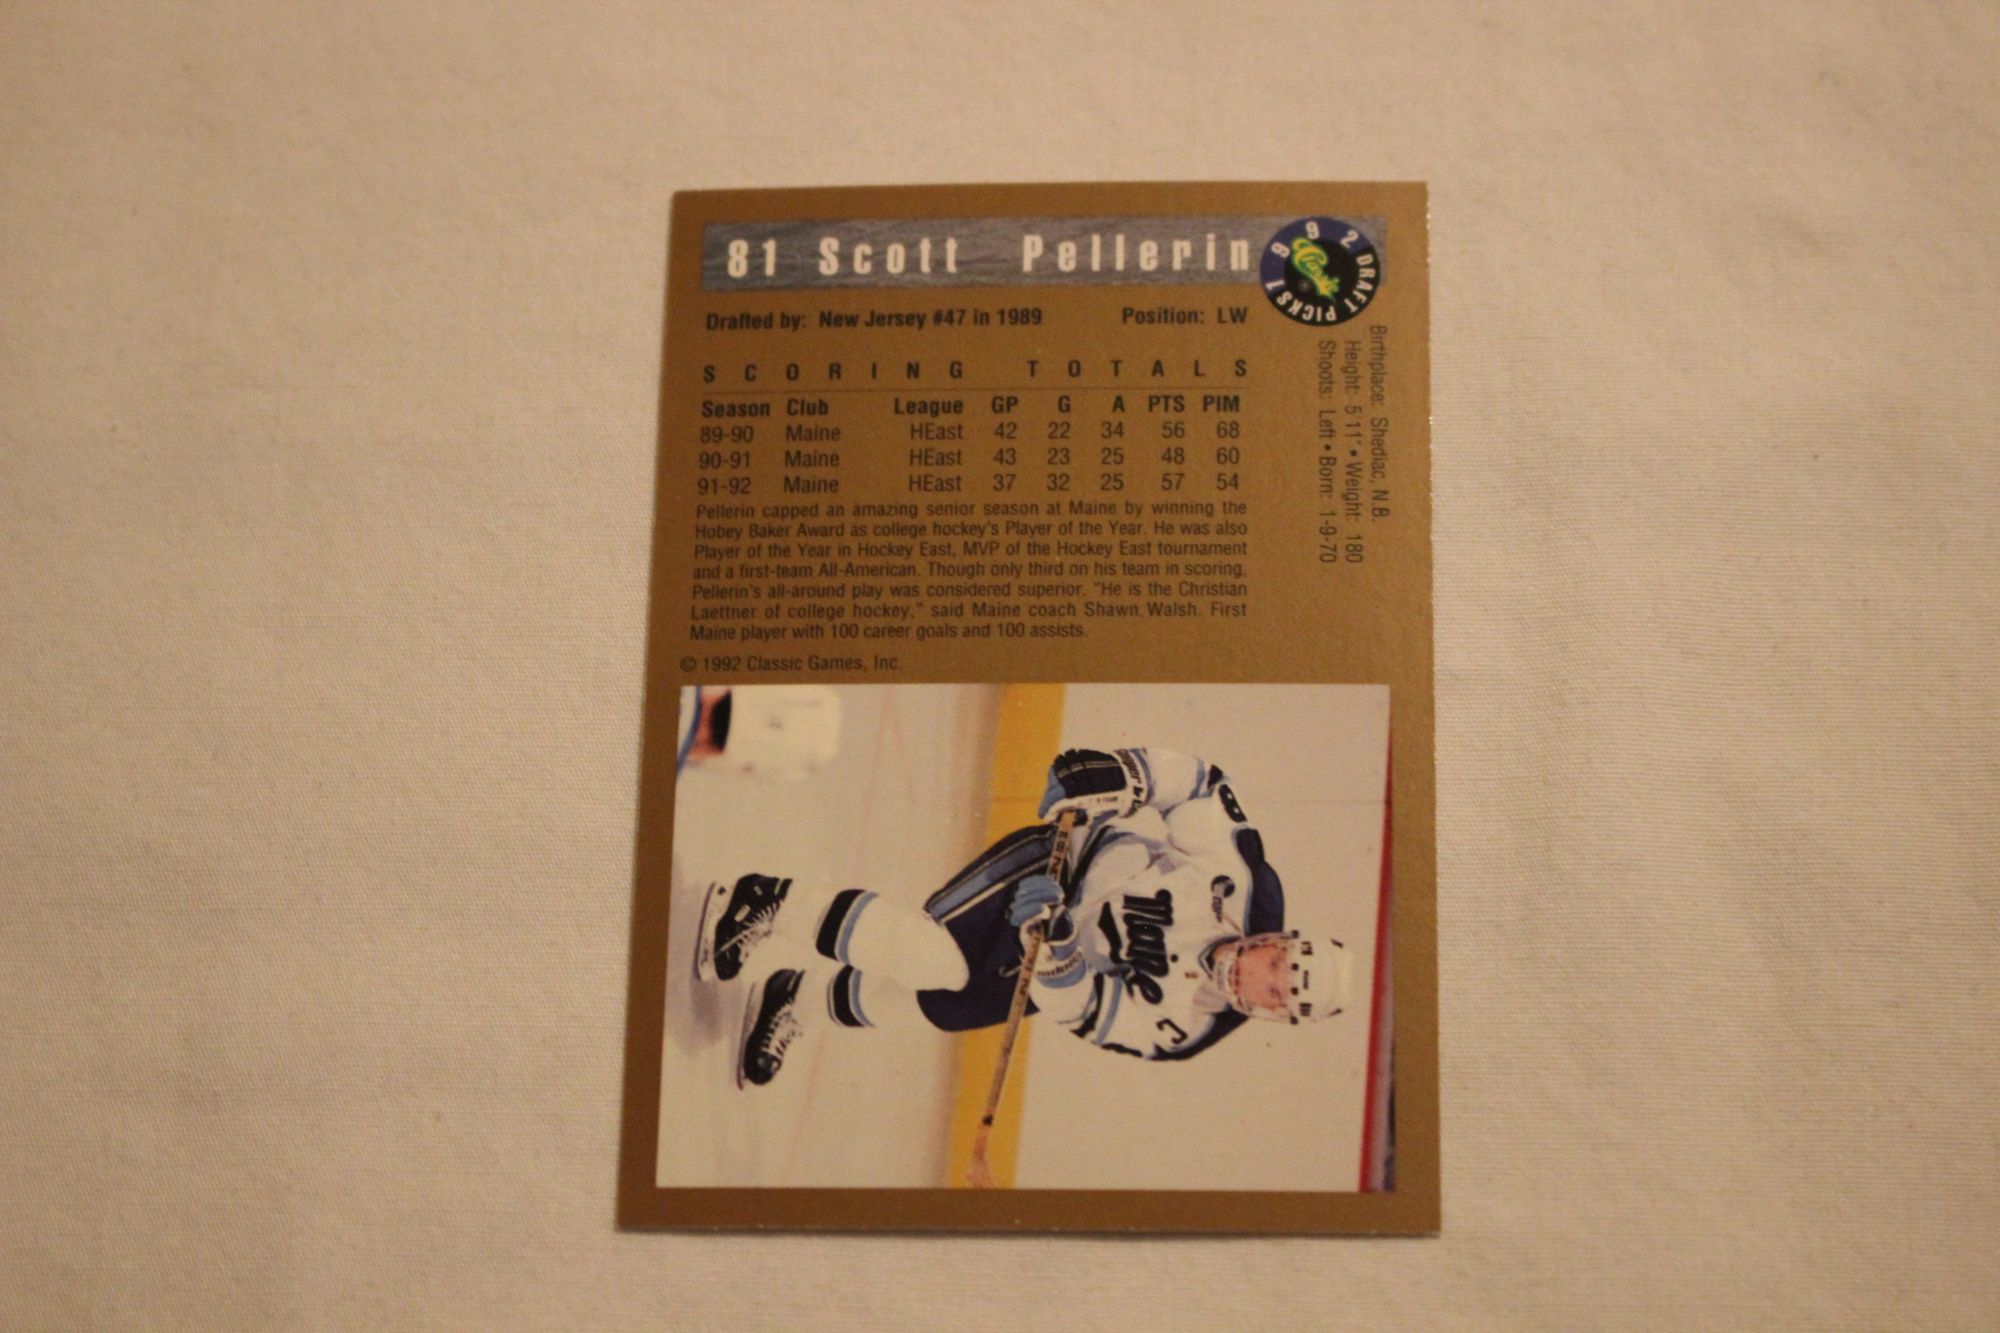 81 Scott Pellerin
1992 DRAFT PICKS
Classic
Drafted by: New Jersey #47 in 1989 Position: LW
SCORING TOTALS
Season Club League GP G A PTS PIM
89-90 Maine HEast 42 22 34 56 68
90-91 Maine HEast 43 23 25 48 60
91-92 Maine HEast 37 32 25 57 54
Pellerin capped an amazing senior season at Maine by winning the
Hobey Baker Award as college hockey's Player of the Year. He was also
Player of the Year in Hockey East, MVP of the Hockey East tournament
and a first-team All-American. Though only third on his team in scoring,
Pellerin's all-around play was considered superior. "He is the Christian
Laettner of college hockey," said Maine coach Shawn Walsh. First
Maine player with 100 career goals and 100 assists.
© 1992 Classic Games, Inc.
Birthplace: Shediac, N.B.
Height: 5'11" • Weight: 180
Shoots: Left • Born: 1-9-70
8
Maine
C